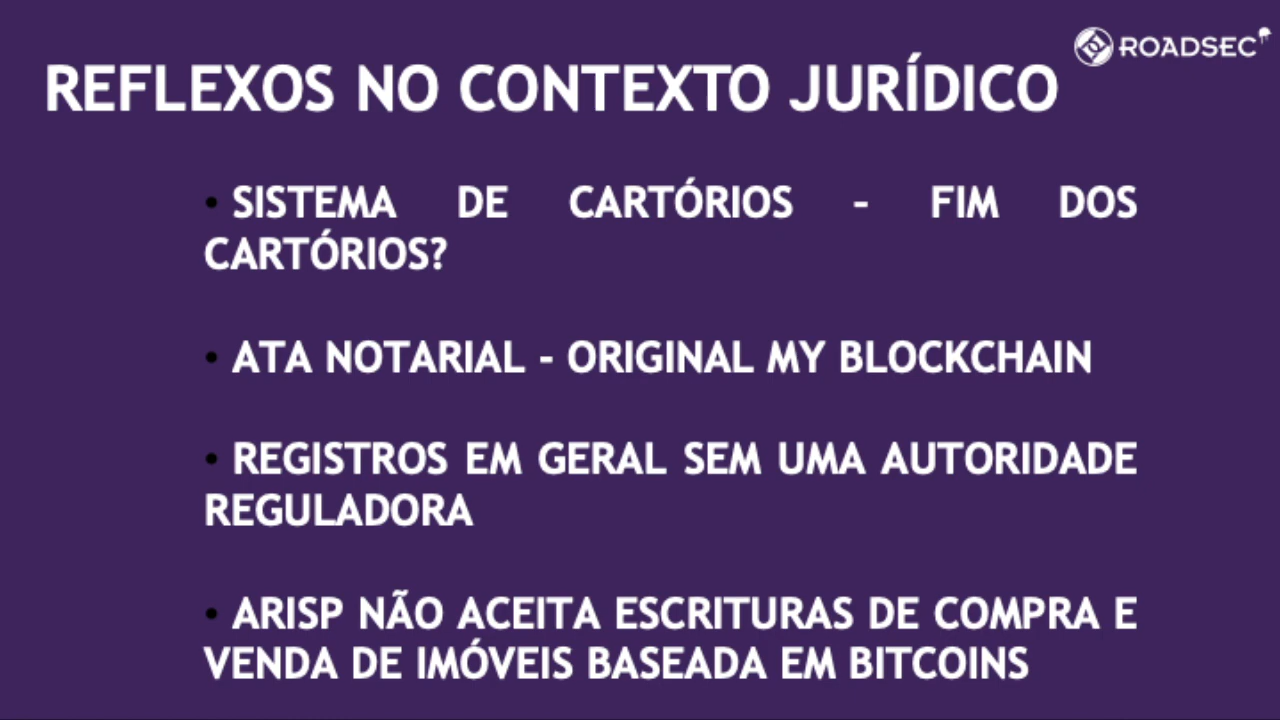 ROADSEC
REFLEXOS NO CONTEXTO JURÍDICO
• SISTEMA DE CARTÓRIOS – FIM DOS
CARTÓRIOS?
• ATA NOTARIAL – ORIGINAL MY BLOCKCHAIN
• REGISTROS EM GERAL SEM UMA AUTORIDADE
REGULADORA
• ARISP NÃO ACEITA ESCRITURAS DE COMPRA E
VENDA DE IMÓVEIS BASEADA EM BITCOINS